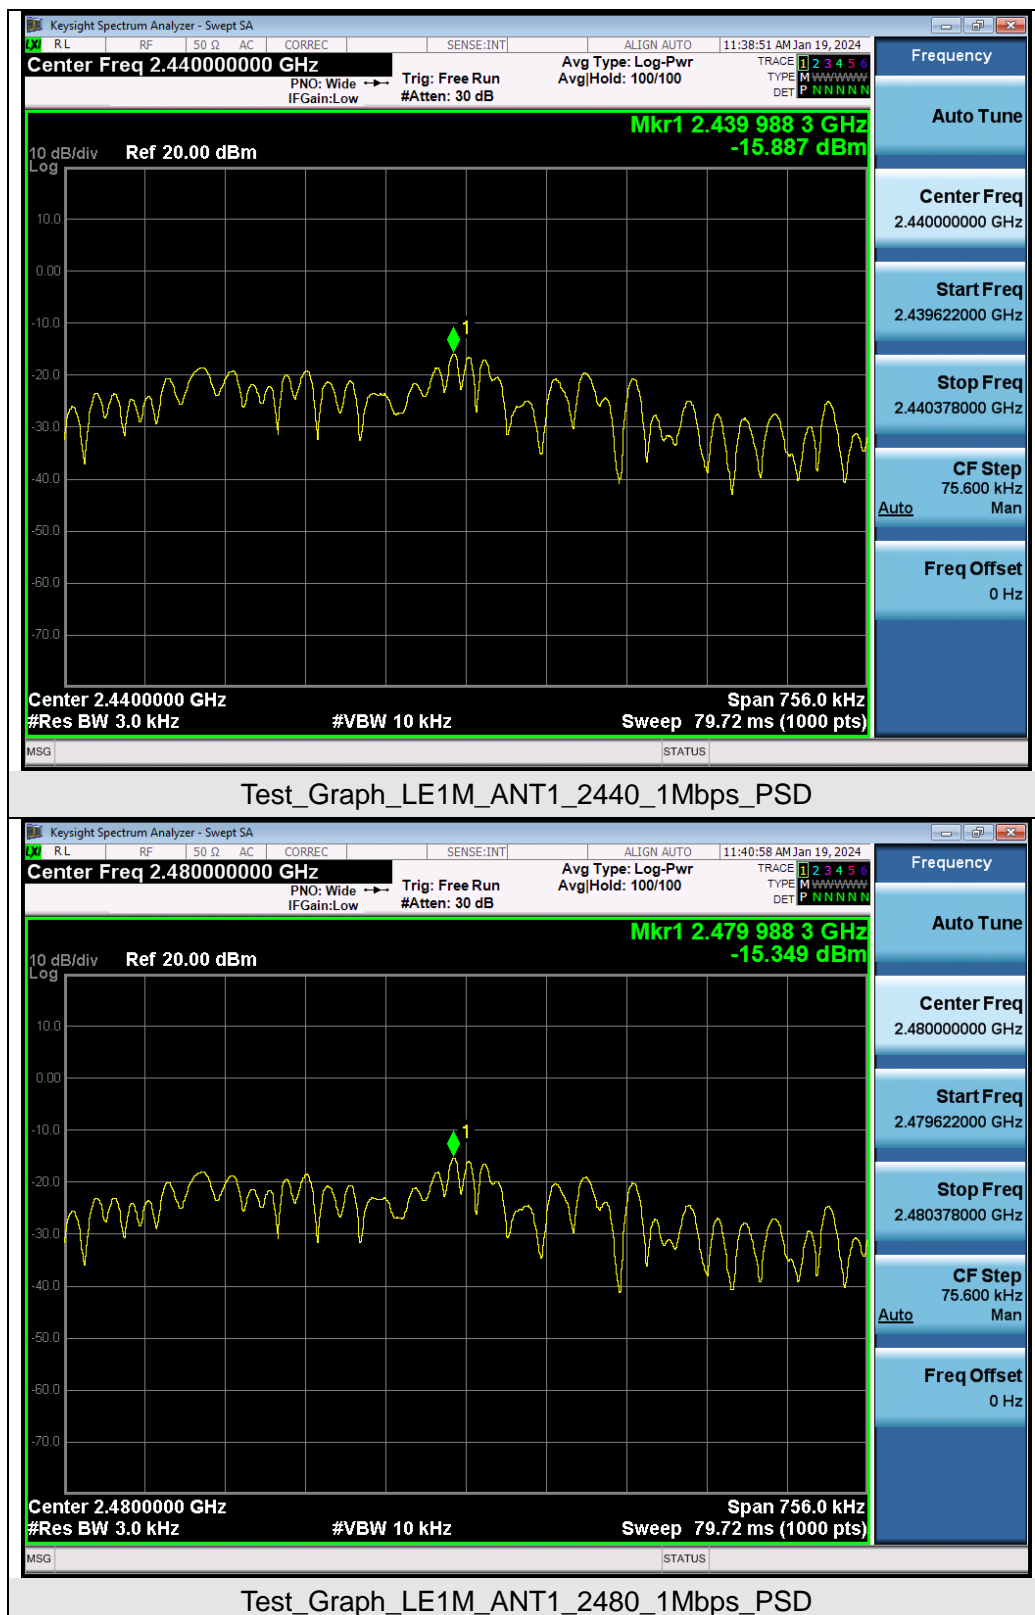 Keysight Spectrum Analyzer - Swept SA
LXI RL RF 50 Ω AC CORREC SENSE:INT ALIGN AUTO 11:38:51 AM Jan 19, 2024
Center Freq 2.440000000 GHz
PNO: Wide
IFGain:Low
Trig: Free Run
#Atten: 30 dB
Avg Type: Log-Pwr
Avg|Hold: 100/100
TRACE 1 2 3 4 5 6
TYPE M WWWWW
DET P N N N N N
Mkr1 2.439 988 3 GHz
-15.887 dBm
10 dB/div Ref 20.00 dBm
Log
10.0
0.00
-10.0
1
-20.0
-30.0
-40.0
-50.0
-60.0
-70.0
Center 2.4400000 GHz Span 756.0 kHz
#Res BW 3.0 kHz #VBW 10 kHz Sweep 79.72 ms (1000 pts)
MSG STATUS
Frequency
Auto Tune
Center Freq
2.440000000 GHz
Start Freq
2.439622000 GHz
Stop Freq
2.440378000 GHz
CF Step
75.600 kHz
Auto Man
Freq Offset
0 Hz
Test_Graph_LE1M_ANT1_2440_1Mbps_PSD
Keysight Spectrum Analyzer - Swept SA
LXI RL RF 50 Ω AC CORREC SENSE:INT ALIGN AUTO 11:40:58 AM Jan 19, 2024
Center Freq 2.480000000 GHz
PNO: Wide
IFGain:Low
Trig: Free Run
#Atten: 30 dB
Avg Type: Log-Pwr
Avg|Hold: 100/100
TRACE 1 2 3 4 5 6
TYPE M WWWWW
DET P N N N N N
Mkr1 2.479 988 3 GHz
-15.349 dBm
10 dB/div Ref 20.00 dBm
Log
10.0
0.00
-10.0
1
-20.0
-30.0
-40.0
-50.0
-60.0
-70.0
Center 2.4800000 GHz Span 756.0 kHz
#Res BW 3.0 kHz #VBW 10 kHz Sweep 79.72 ms (1000 pts)
MSG STATUS
Frequency
Auto Tune
Center Freq
2.480000000 GHz
Start Freq
2.479622000 GHz
Stop Freq
2.480378000 GHz
CF Step
75.600 kHz
Auto Man
Freq Offset
0 Hz
Test_Graph_LE1M_ANT1_2480_1Mbps_PSD